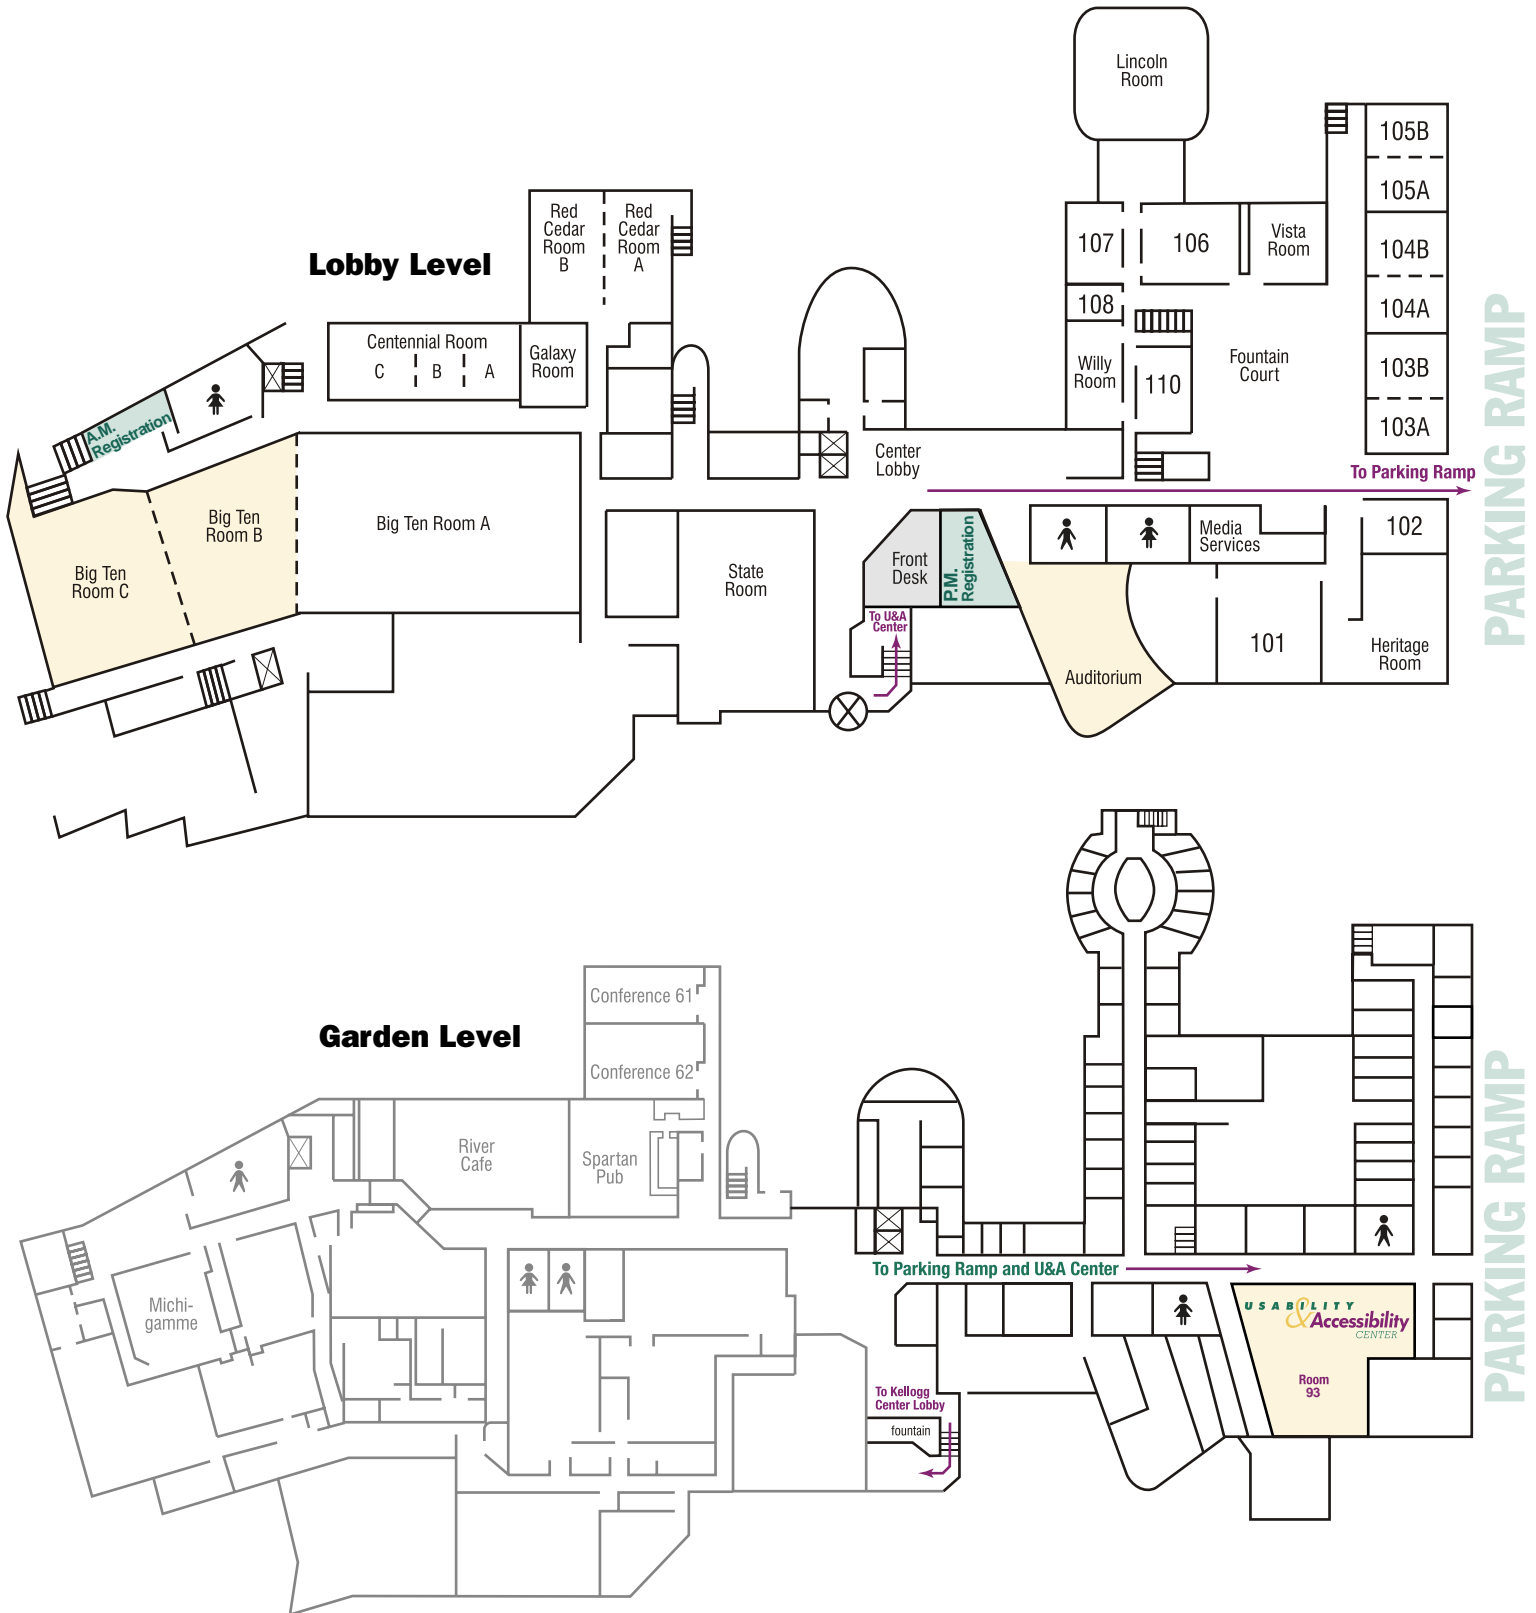 Lincoln
Room
105B
105A
Red
Cedar
Room
B
Red
Cedar
Room
A
107
106
Vista
Room
104B
Lobby Level
108
104A
Centennial Room
C
B
A
Galaxy
Room
Willy
Room
110
Fountain
Court
103B
103A
PARKING RAMP
A.M.
Registration
Center
Lobby
To Parking Ramp
Big Ten
Room B
Big Ten Room A
Big Ten
Room C
State
Room
Front
Desk
P.M.
Registration
Media
Services
102
To U&A
Center
101
Heritage
Room
Auditorium
Garden Level
Conference 61
Conference 62
River
Cafe
Spartan
Pub
PARKING RAMP
To Parking Ramp and U&A Center
Michi-
gamme
USABILITY
& Accessibility
CENTER
Room
93
To Kellogg
Center Lobby
fountain